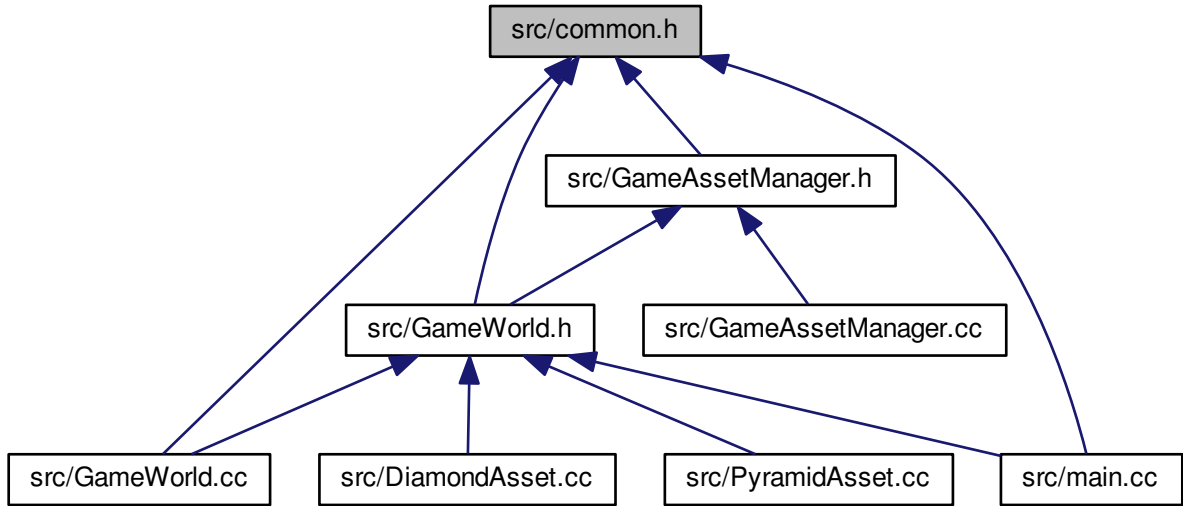 src/common.h
src/GameAssetManager.h
src/GameWorld.h
src/GameAssetManager.cc
src/GameWorld.cc
src/DiamondAsset.cc
src/PyramidAsset.cc
src/main.cc